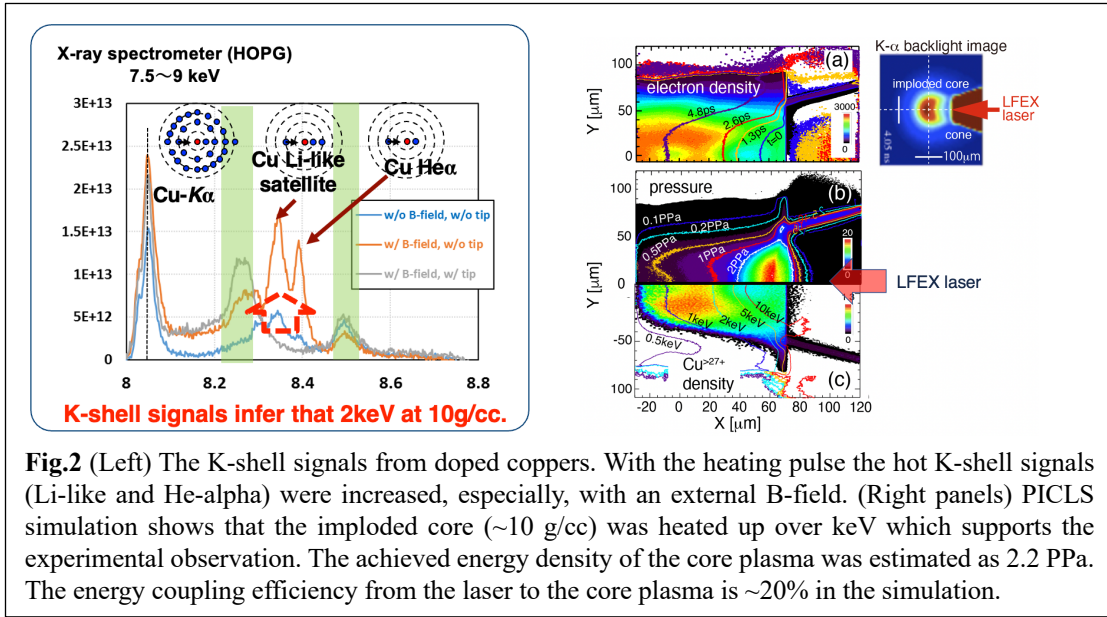 X-ray spectrometer (HOPG)
7.5~9 keV
3E+13
2.5E+13
2E+13
1.5E+13
1E+13
5E+12
0
8
8.2
8.4
8.6
8.8
Cu-Kα
Cu Li-like
satellite
Cu Heα
w/o B-field, w/o tip
w/ B-field, w/o tip
w/ B-field, w/ tip
K-shell signals infer that 2keV at 10g/cc.
(a)
electron density
4.8ps
2.6ps
1.3ps
t=0
3000
0
Y [μm]
100
50
0
K-α backlight image
imploded core
LFEX
laser
cone
4.05 ns
100μm
pressure
(b)
0.1PPa
0.2PPa
0.5PPa
1PPa
2PPa
20
0
Y [μm]
100
50
0
LFEX laser
10keV
5keV
2keV
1keV
0.5keV
Cu>27+
density
(c)
0
-50
100
-20
0
20
40
60
80
100
120
X [μm]
Fig.2 (Left) The K-shell signals from doped coppers. With the heating pulse the hot K-shell signals
(Li-like and He-alpha) were increased, especially, with an external B-field. (Right panels) PICLS
simulation shows that the imploded core (~10 g/cc) was heated up over keV which supports the
experimental observation. The achieved energy density of the core plasma was estimated as 2.2 PPa.
The energy coupling efficiency from the laser to the core plasma is ~20% in the simulation.